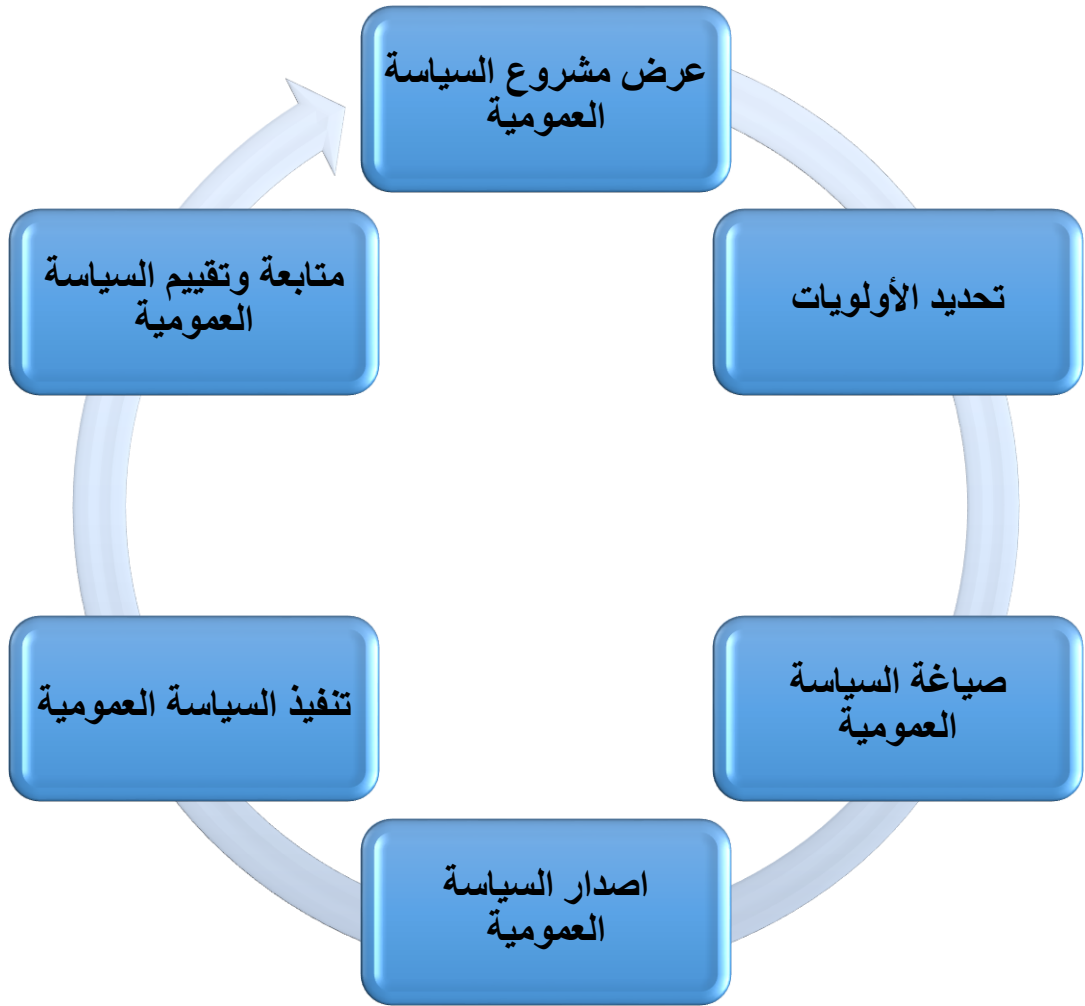 عرض مشروع السياسة
العمومية
تحديد الأولويات
صياغة السياسة
العمومية
اصدار السياسة
العمومية
تنفيذ السياسة العمومية
متابعة وتقييم السياسة
العمومية